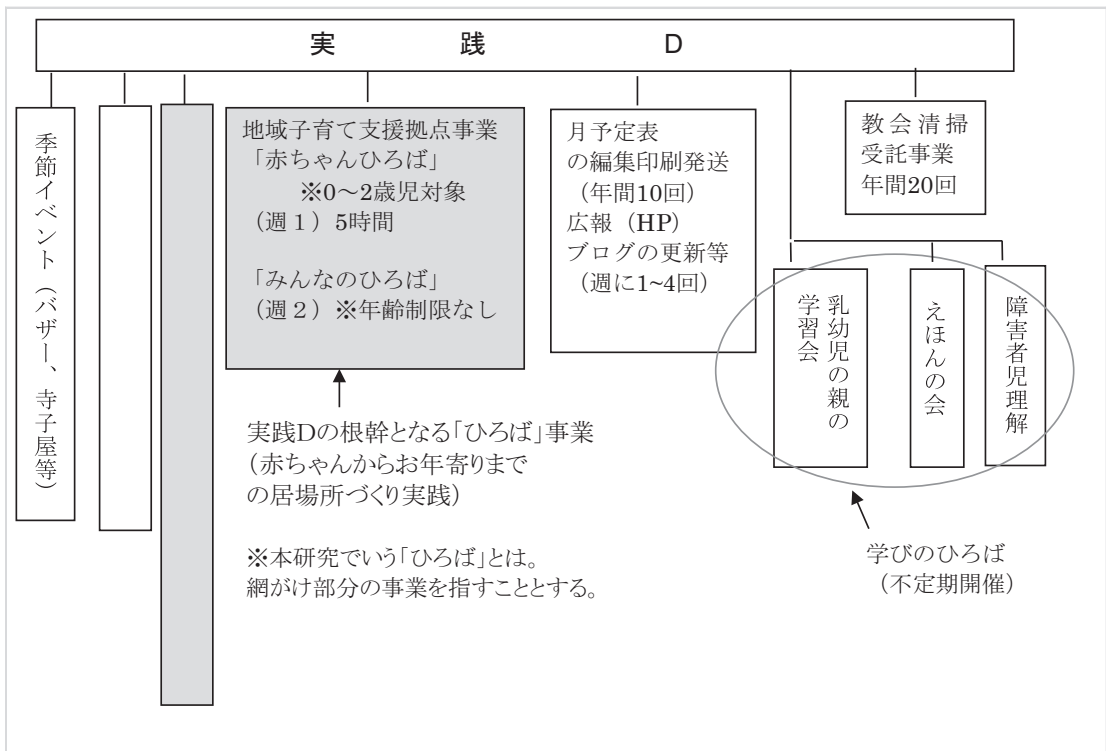 実践D
季節イベント（バザー、寺子屋等）
地域子育て支援拠点事業
「赤ちゃんひろば」
※0～2歳児対象
（週１）5時間
「みんなのひろば」
（週２）※年齢制限なし
月予定表
の編集印刷発送
（年間10回）
広報（HP）
ブログの更新等
（週に1~4回）
教会清掃
受託事業
年間20回
乳幼児の親の
学習会
えほんの会
障害者児理解
実践Dの根幹となる「ひろば」事業
（赤ちゃんからお年寄りまで
の居場所づくり実践）
※本研究でいう「ひろば」とは。
網がけ部分の事業を指すこととする。
学びのひろば
（不定期開催）